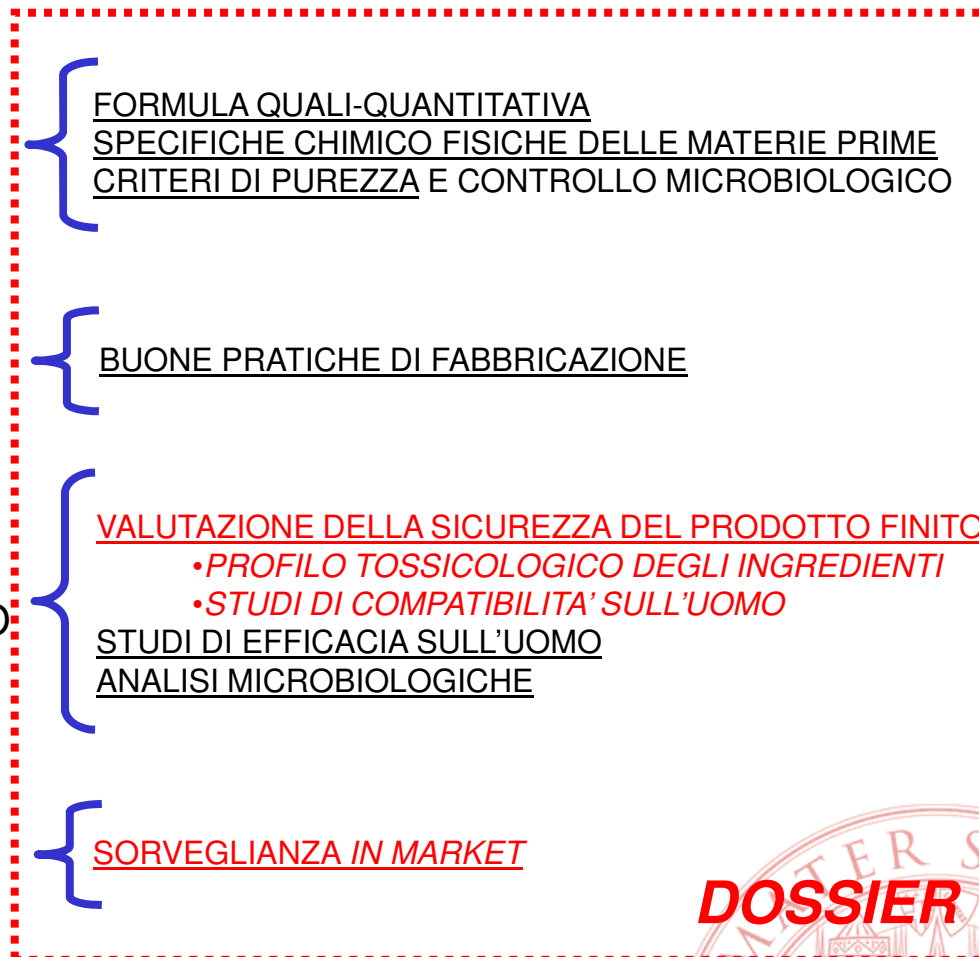 FORMULA QUALI-QUANTITATIVA
SPECIFICHE CHIMICO FISICHE DELLE MATERIE PRIME
CRITERI DI PUREZZA E CONTROLLO MICROBIOLOGICO
BUONE PRATICHE DI FABBRICAZIONE
VALUTAZIONE DELLA SICUREZZA DEL PRODOTTO FINITO
•PROFILO TOSSICOLOGICO DEGLI INGREDIENTI
•STUDI DI COMPATIBILITA’ SULL’UOMO
STUDI DI EFFICACIA SULL’UOMO
ANALISI MICROBIOLOGICHE
SORVEGLIANZA IN MARKET
DOSSIER